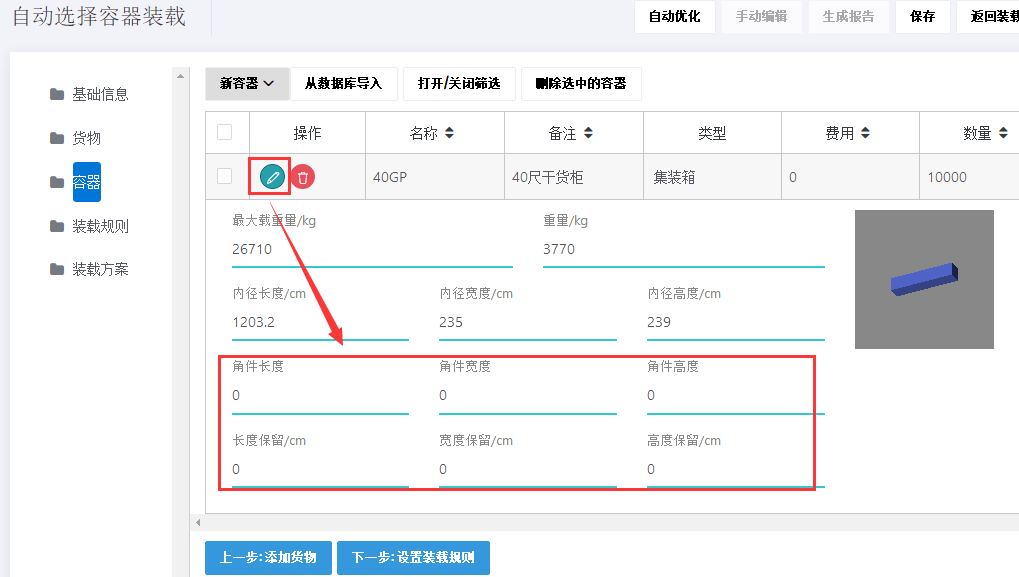 自动选择容器装载
自动优化 手动编辑 生成报告 保存 返回装载
基础信息
货物
容器
装载规则
装载方案
新容器 从数据库导入 打开/关闭筛选 删除选中的容器
操作 名称 备注 类型 费用 数量
40GP 40尺干货柜 集装箱 0 10000
最大载重量/kg 重量/kg
26710 3770
内径长度/cm 内径宽度/cm 内径高度/cm
1203.2 235 239
角件长度 角件宽度 角件高度
0 0 0
长度保留/cm 宽度保留/cm 高度保留/cm
0 0 0
上一步:添加货物 下一步:设置装载规则